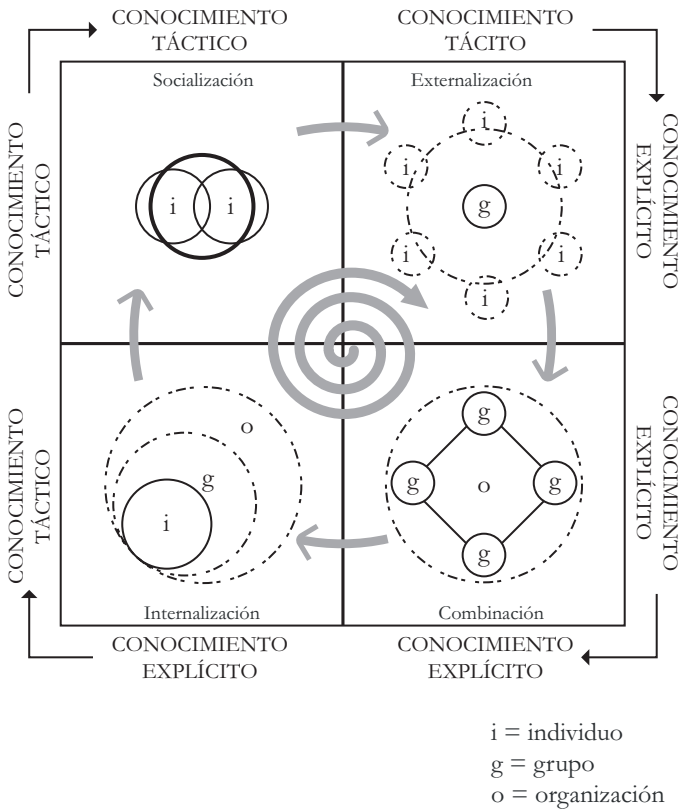 CONOCIMIENTO
TÁCTICO
CONOCIMIENTO
TÁCITO
Socialización
Externalización
CONOCIMIENTO
TÁCTICO
i
i
i
i
i
g
i
i
i
CONOCIMIENTO
EXPLÍCITO
CONOCIMIENTO
TÁCTICO
o
g
i
g
g
o
g
g
CONOCIMIENTO
EXPLÍCITO
Internalización
Combinación
CONOCIMIENTO
EXPLÍCITO
CONOCIMIENTO
EXPLÍCITO
i = individuo
g = grupo
o = organización